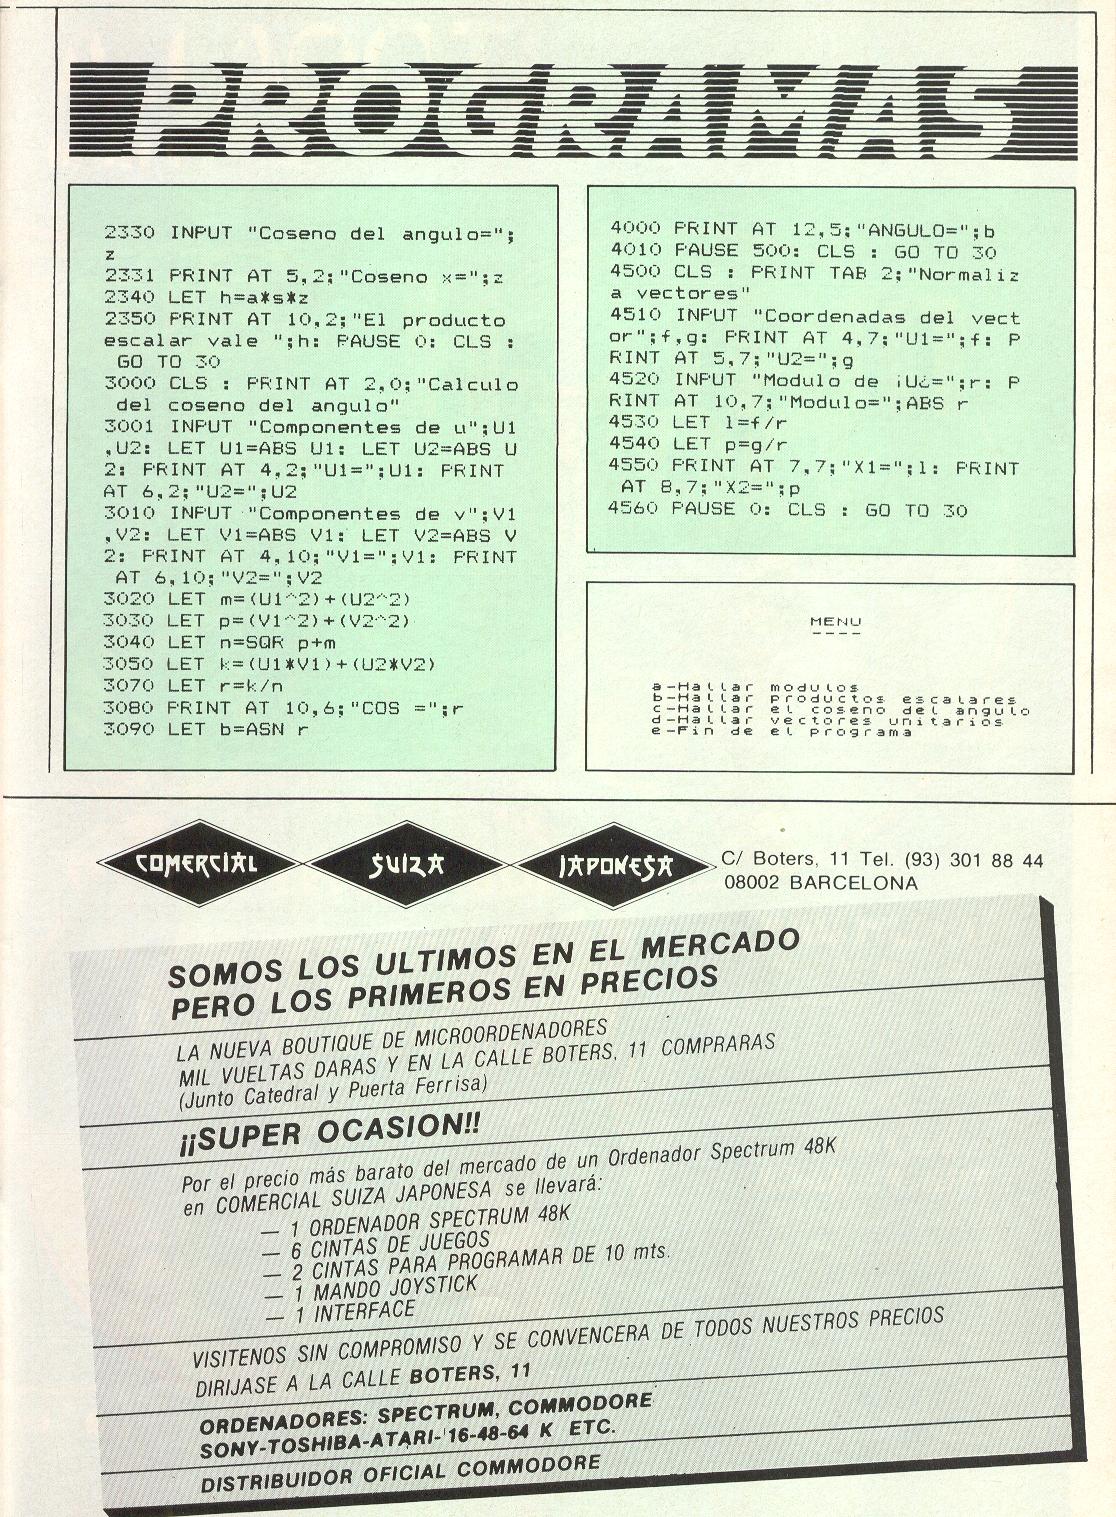 PROGRAMAS
2330 INPUT "Coseno del angulo=";
z
2331 PRINT AT 5,2;"Coseno x=";z
2340 LET h=a*s*z
2350 PRINT AT 10,2;"El producto
escalar vale ";h: PAUSE 0: CLS :
GO TO 30
3000 CLS : PRINT AT 2,0;"Calculo
del coseno del angulo"
3001 INPUT "Componentes de u";U1
,U2: LET U1=ABS U1: LET U2=ABS U
2: PRINT AT 4,2;"U1=";U1: PRINT
AT 6,2;"U2=";U2
3010 INPUT "Componentes de v";V1
,V2: LET V1=ABS V1: LET V2=ABS V
2: PRINT AT 4,10;"V1=";V1: PRINT
AT 6,10;"V2=";V2
3020 LET m=(U1^2)+(U2^2)
3030 LET p=(V1^2)+(V2^2)
3040 LET n=SQR p+m
3050 LET k=(U1*V1)+(U2*V2)
3070 LET r=k/n
3080 PRINT AT 10,6;"COS =";r
3090 LET b=ASN r
4000 PRINT AT 12,5;"ANGULO=";b
4010 PAUSE 500: CLS : GO TO 30
4500 CLS : PRINT TAB 2;"Normaliz
a vectores"
4510 INPUT "Coordenadas del vect
or";f,g: PRINT AT 4,7;"U1=";f: P
RINT AT 5,7;"U2=";g
4520 INPUT "Modulo de ¡U¿=";r: P
RINT AT 10,7;"Modulo=";ABS r
4530 LET l=f/r
4540 LET p=g/r
4550 PRINT AT 7,7;"X1=";l: PRINT
AT 8,7;"X2=";p
4560 PAUSE 0: CLS : GO TO 30
MENU
----
a-Hallar modulos
b-Hallar productos escalares
c-Hallar el coseno del angulo
d-Hallar vectores unitarios
e-Fin de el programa
COMERCIAL SUIZA JAPONESA
C/ Boters, 11 Tel. (93) 301 88 44
08002 BARCELONA
SOMOS LOS ULTIMOS EN EL MERCADO
PERO LOS PRIMEROS EN PRECIOS
LA NUEVA BOUTIQUE DE MICROORDENADORES
MIL VUELTAS DARAS Y EN LA CALLE BOTERS, 11 COMPRARAS
(Junto Catedral y Puerta Ferrisa)
¡¡SUPER OCASION!!
Por el precio más barato del mercado de un Ordenador Spectrum 48K
en COMERCIAL SUIZA JAPONESA se llevará:
— 1 ORDENADOR SPECTRUM 48K
— 6 CINTAS DE JUEGOS
— 2 CINTAS PARA PROGRAMAR DE 10 mts.
— 1 MANDO JOYSTICK
— 1 INTERFACE
VISITENOS SIN COMPROMISO Y SE CONVENCERA DE TODOS NUESTROS PRECIOS
DIRIJASE A LA CALLE BOTERS, 11
ORDENADORES: SPECTRUM, COMMODORE
SONY-TOSHIBA-ATARI-16-48-64 K ETC.
DISTRIBUIDOR OFICIAL COMMODORE